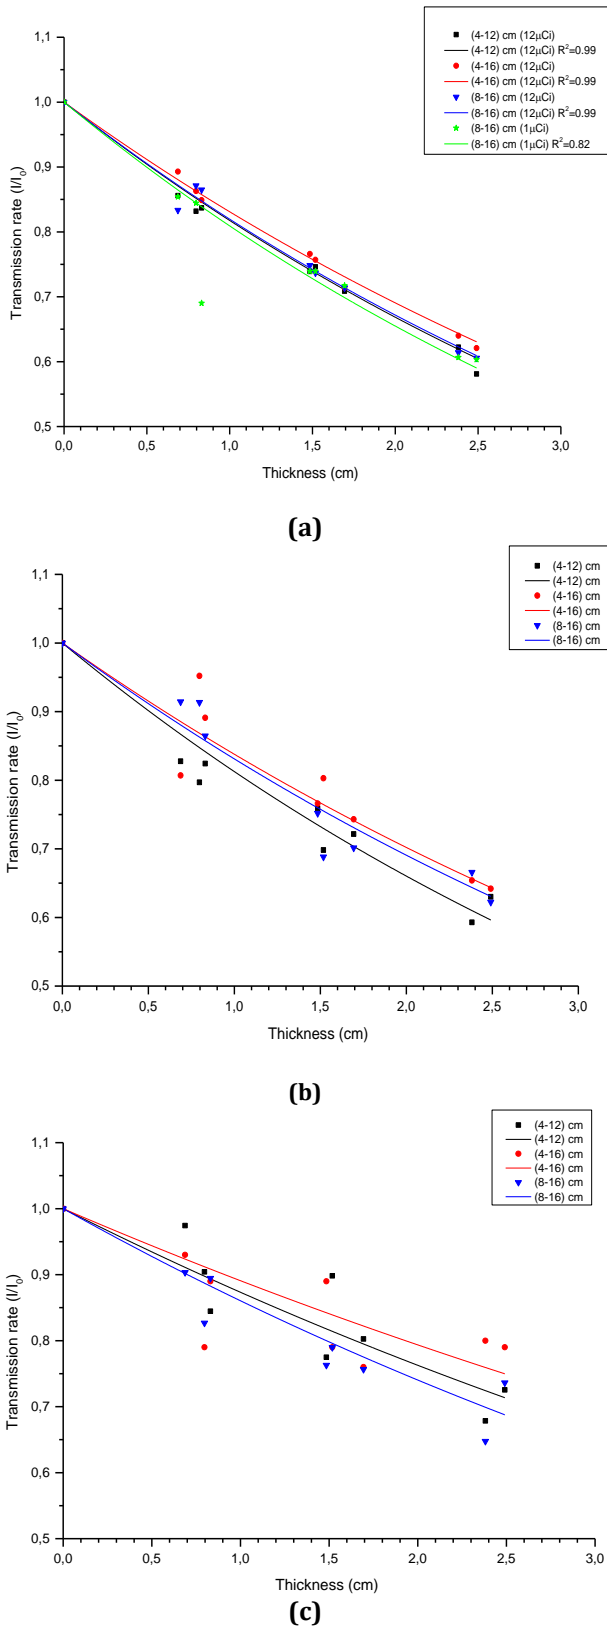 1,1
1,0
0,9
0,8
0,7
0,6
0,5
0,0 0,5 1,0 1,5 2,0 2,5 3,0
Transmission rate (I/I0)
Thickness (cm)
(4-12) cm (12μCi)
(4-12) cm (12μCi) R²=0.99
(4-16) cm (12μCi)
(4-16) cm (12μCi) R²=0.99
(8-16) cm (12μCi)
(8-16) cm (12μCi) R²=0.99
(8-16) cm (1μCi)
(8-16) cm (1μCi) R²=0.82
(a)
1,1
1,0
0,9
0,8
0,7
0,6
0,5
0,0 0,5 1,0 1,5 2,0 2,5 3,0
Transmission rate (I/I0)
Thickness (cm)
(4-12) cm
(4-12) cm
(4-16) cm
(4-16) cm
(8-16) cm
(8-16) cm
(b)
1,1
1,0
0,9
0,8
0,7
0,6
0,5
0,0 0,5 1,0 1,5 2,0 2,5 3,0
Transmission rate (I/I0)
Thickness (cm)
(4-12) cm
(4-12) cm
(4-16) cm
(4-16) cm
(8-16) cm
(8-16) cm
(c)